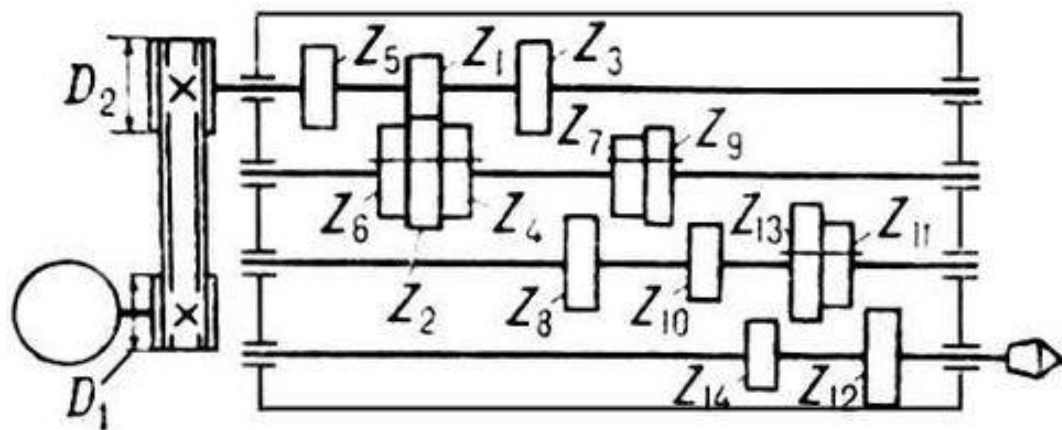 Z₅ Z₁ Z₃
D₂
Z₇ Z₉
Z₆ Z₄ Z₁₃ Z₁₁
Z₂ Z₈ Z₁₀
D₁ Z₁₄ Z₁₂